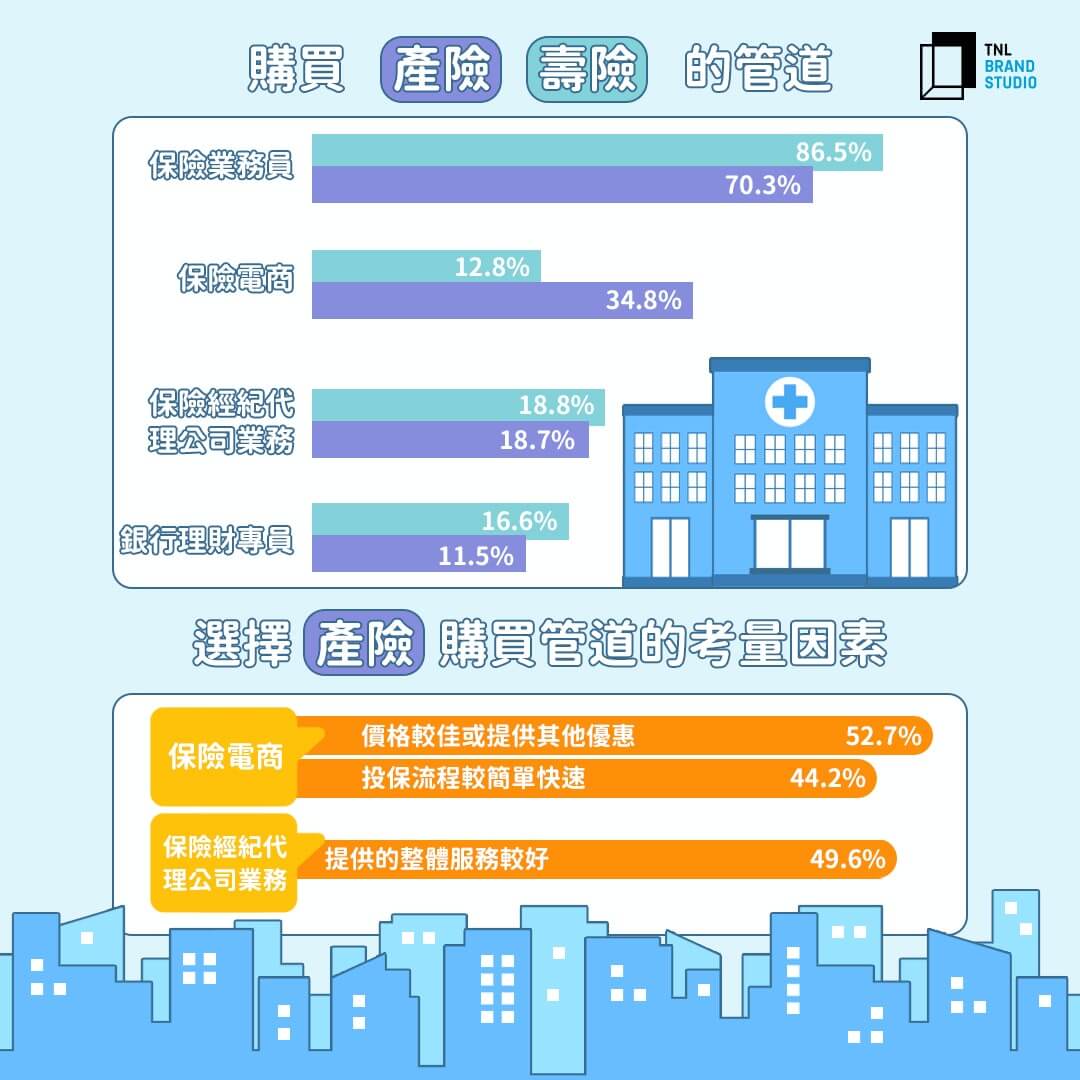 購買 產險 壽險 的管道
TNL
BRAND
STUDIO
保險業務員
86.5%
70.3%
保險電商
12.8%
34.8%
保險經紀代
理公司業務
18.8%
18.7%
銀行理財專員
16.6%
11.5%
選擇 產險 購買管道的考量因素
保險電商
價格較佳或提供其他優惠 52.7%
投保流程較簡單快速 44.2%
保險經紀代
理公司業務
提供的整體服務較好 49.6%